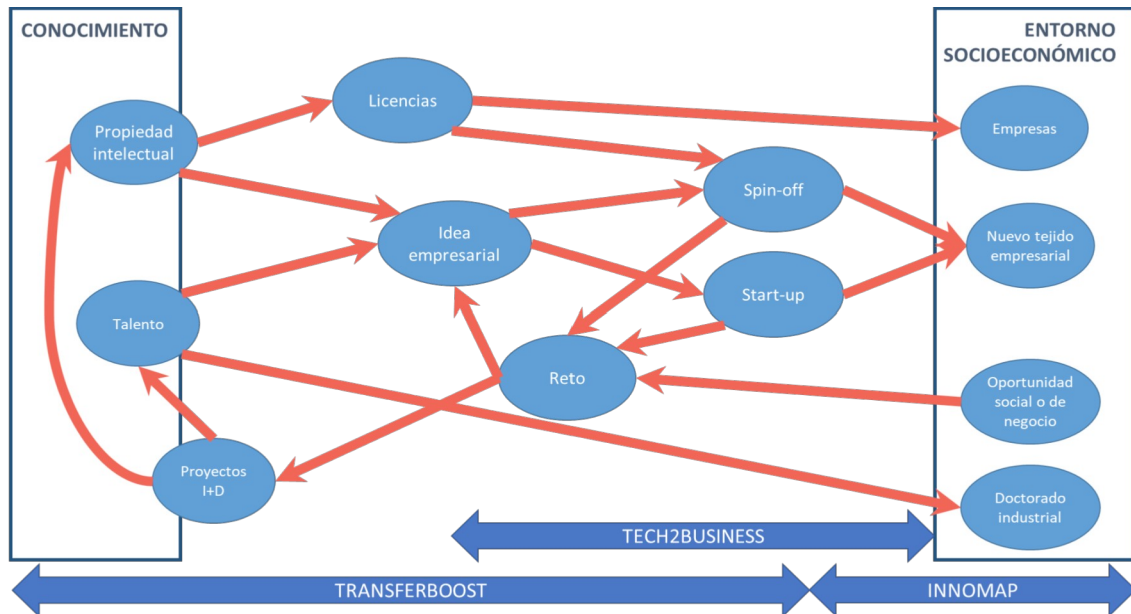 CONOCIMIENTO
ENTORNO
SOCIOECONÓMICO
Licencias
Propiedad
intelectual
Empresas
Spin-off
Idea
empresarial
Nuevo tejido
empresarial
Start-up
Talento
Reto
Oportunidad
social o de
negocio
Proyectos
I+D
Doctorado
industrial
TECH2BUSINESS
TRANSFERBOOST
INNOMAP